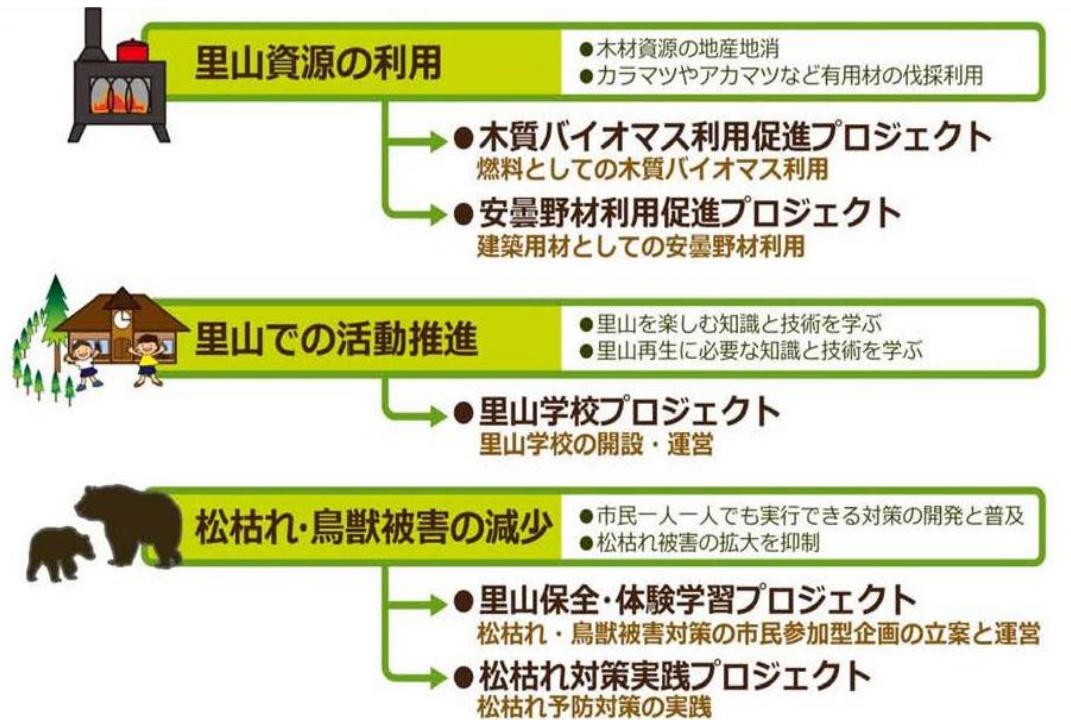 里山資源の利用
●木材資源の地産地消
●カラマツやアカマツなど有用材の伐採利用
●木質バイオマス利用促進プロジェクト
燃料としての木質バイオマス利用
●安曇野材利用促進プロジェクト
建築用材としての安曇野材利用
里山での活動推進
●里山を楽しむ知識と技術を学ぶ
●里山再生に必要な知識と技術を学ぶ
●里山学校プロジェクト
里山学校の開設・運営
松枯れ・鳥獣被害の減少
●市民一人一人でも実行できる対策の開発と普及
●松枯れ被害の拡大を抑制
●里山保全・体験学習プロジェクト
松枯れ・鳥獣被害対策の市民参加型企画の立案と運営
●松枯れ対策実践プロジェクト
松枯れ予防対策の実践